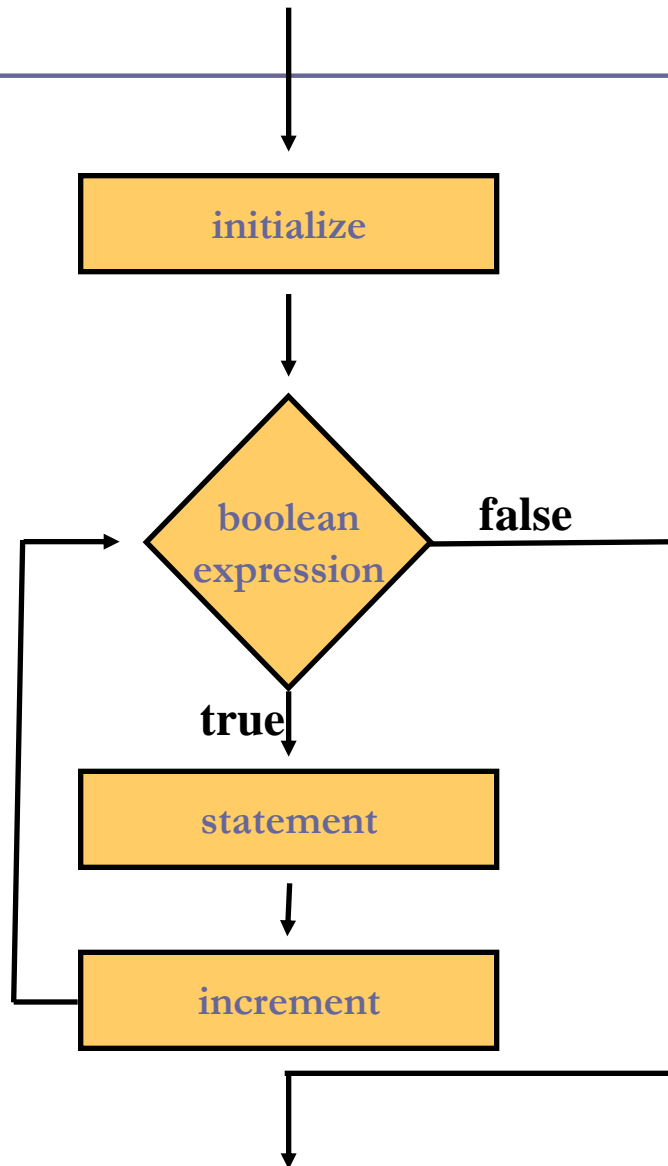 initialize
boolean
expression
false
true
statement
increment